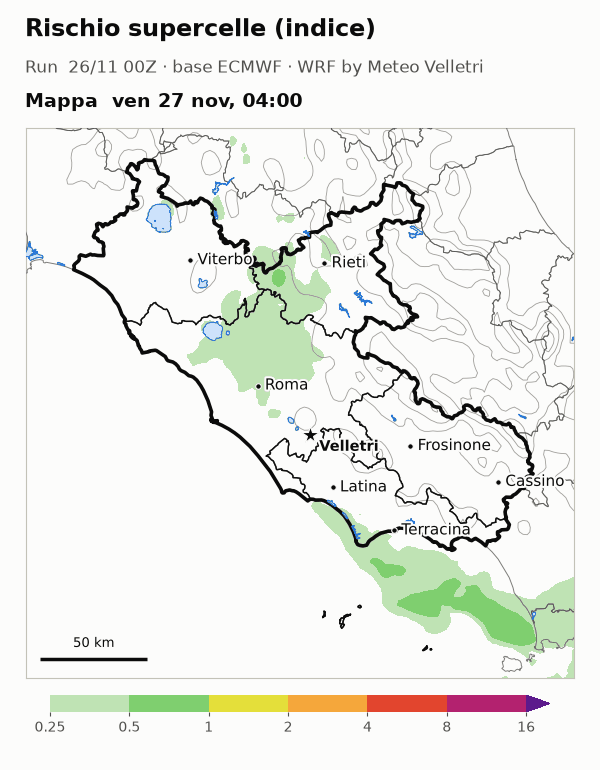 Rischio supercelle (indice)
Run  26/11 00Z · base ECMWF · WRF by Meteo Velletri
Mappa  ven 27 nov, 04:00
Viterbo
Rieti
Roma
Velletri
Frosinone
Cassino
Latina
Terracina
50 km
0.25 0.5 1 2 4 8 16